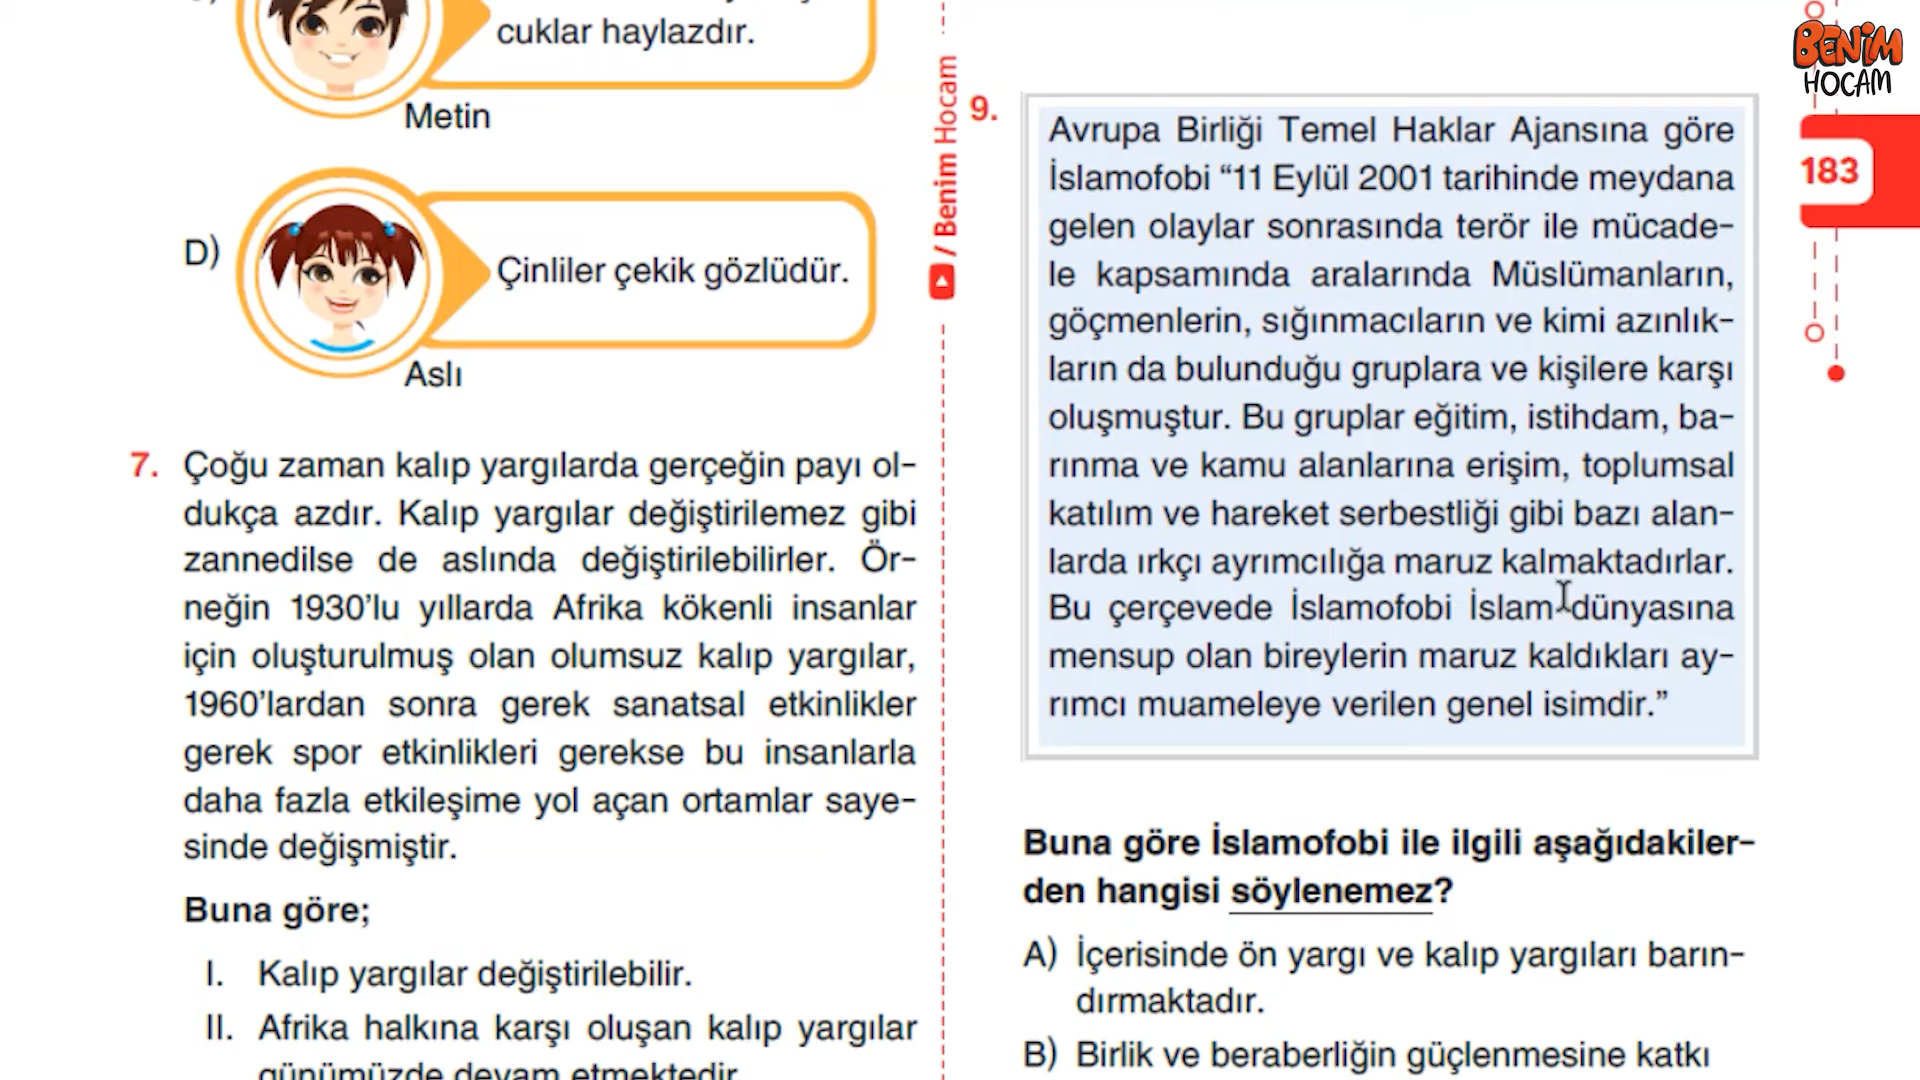 cuklar haylazdır.
Metin
D)
Çinliler çekik gözlüdür.
Aslı
7. Çoğu zaman kalıp yargılarda gerçeğin payı ol-
dukça azdır. Kalıp yargılar değiştirilemez gibi
zannedilse de aslında değiştirilebilirler. Ör-
neğin 1930’lu yıllarda Afrika kökenli insanlar
için oluşturulmuş olan olumsuz kalıp yargılar,
1960’lardan sonra gerek sanatsal etkinlikler
gerek spor etkinlikleri gerekse bu insanlarla
daha fazla etkileşime yol açan ortamlar saye-
sinde değişmiştir.
Buna göre;
I. Kalıp yargılar değiştirilebilir.
II. Afrika halkına karşı oluşan kalıp yargılar
günümüzde devam etmektedir.
/ Benim Hocam
9.
Avrupa Birliği Temel Haklar Ajansına göre
İslamofobi “11 Eylül 2001 tarihinde meydana
gelen olaylar sonrasında terör ile mücade-
le kapsamında aralarında Müslümanların,
göçmenlerin, sığınmacıların ve kimi azınlık-
ların da bulunduğu gruplara ve kişilere karşı
oluşmuştur. Bu gruplar eğitim, istihdam, ba-
rınma ve kamu alanlarına erişim, toplumsal
katılım ve hareket serbestliği gibi bazı alan-
larda ırkçı ayrımcılığa maruz kalmaktadırlar.
Bu çerçevede İslamofobi İslam dünyasına
mensup olan bireylerin maruz kaldıkları ay-
rımcı muameleye verilen genel isimdir.”
Buna göre İslamofobi ile ilgili aşağıdakiler-
den hangisi söylenemez?
A) İçerisinde ön yargı ve kalıp yargıları barın-
dırmaktadır.
B) Birlik ve beraberliğin güçlenmesine katkı
BENİM
HOCAM
183